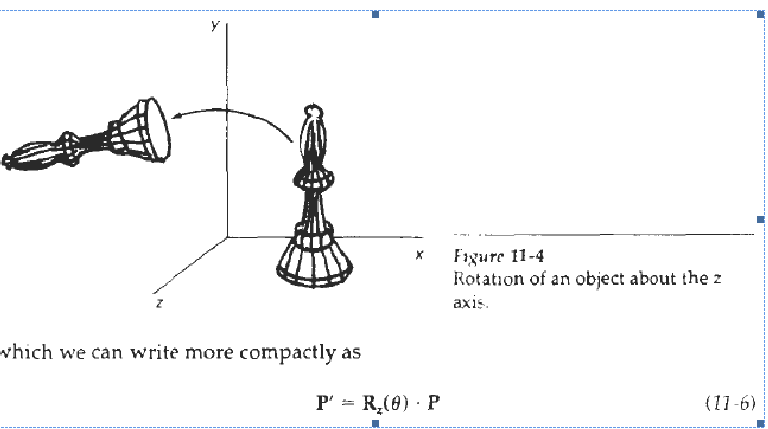 y
x
z
Figure 11-4
Rotation of an object about the z
axis.
which we can write more compactly as
P′ = R_z(θ) · P (11-6)